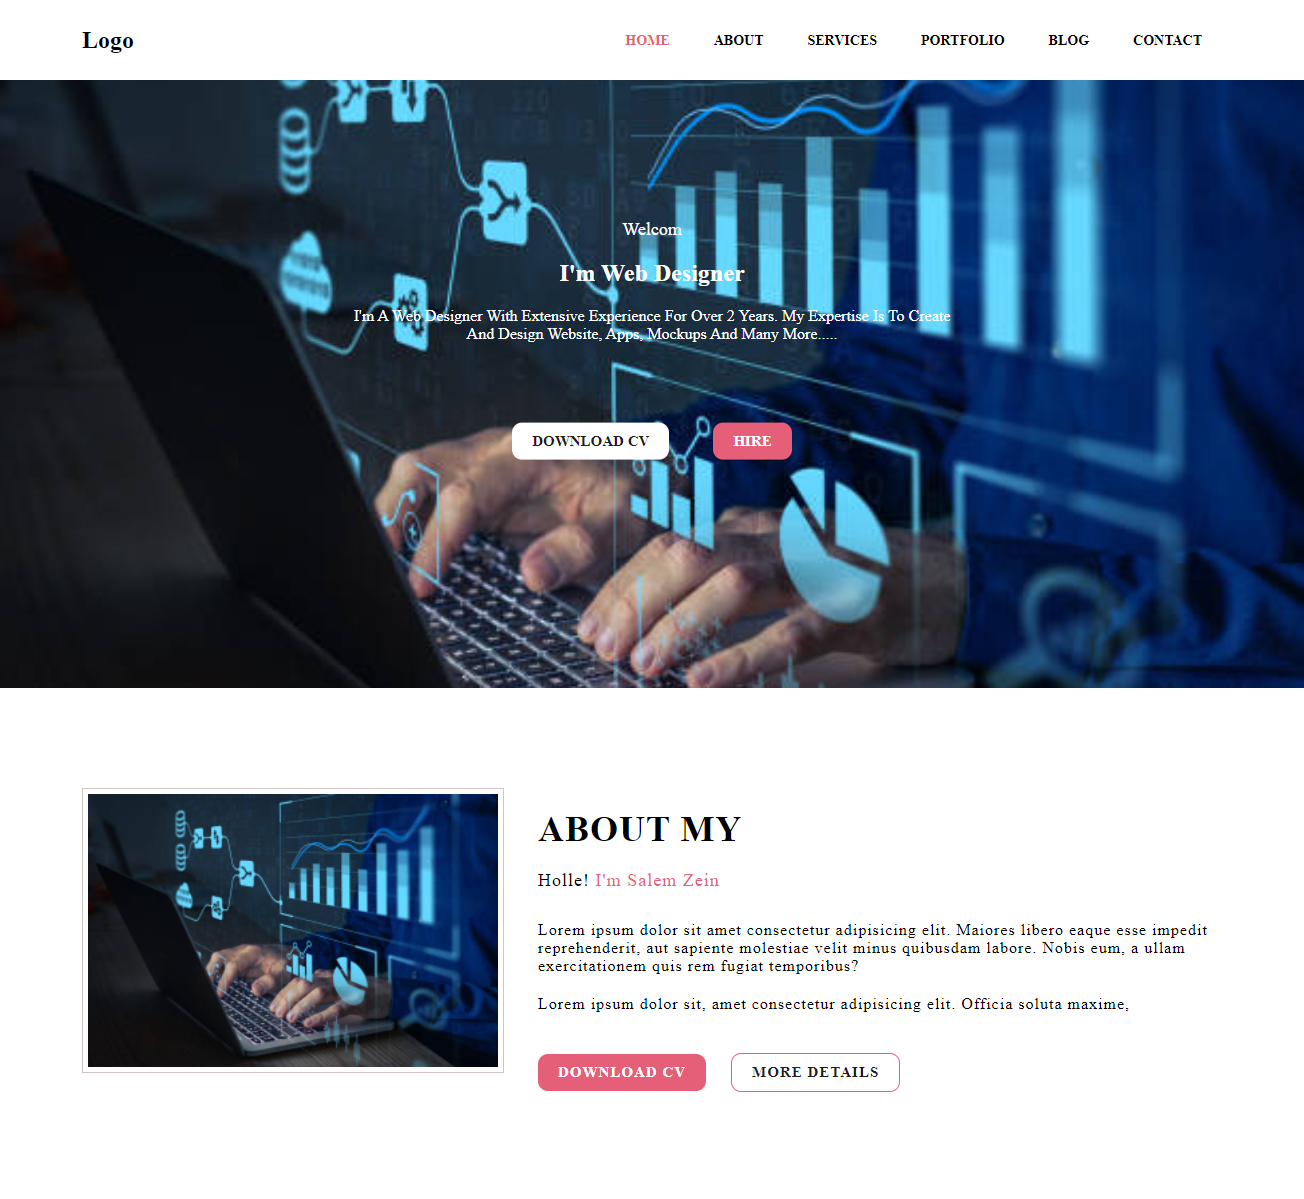 Logo
HOME ABOUT SERVICES PORTFOLIO BLOG CONTACT
Welcom
I'm Web Designer
I'm A Web Designer With Extensive Experience For Over 2 Years. My Expertise Is To Create
And Design Website, Apps, Mockups And Many More.....
DOWNLOAD CV HIRE
ABOUT MY
Holle! I'm Salem Zein
Lorem ipsum dolor sit amet consectetur adipisicing elit. Maiores libero eaque esse impedit
reprehenderit, aut sapiente molestiae velit minus quibusdam labore. Nobis eum, a ullam
exercitationem quis rem fugiat temporibus?
Lorem ipsum dolor sit, amet consectetur adipisicing elit. Officia soluta maxime,
DOWNLOAD CV MORE DETAILS